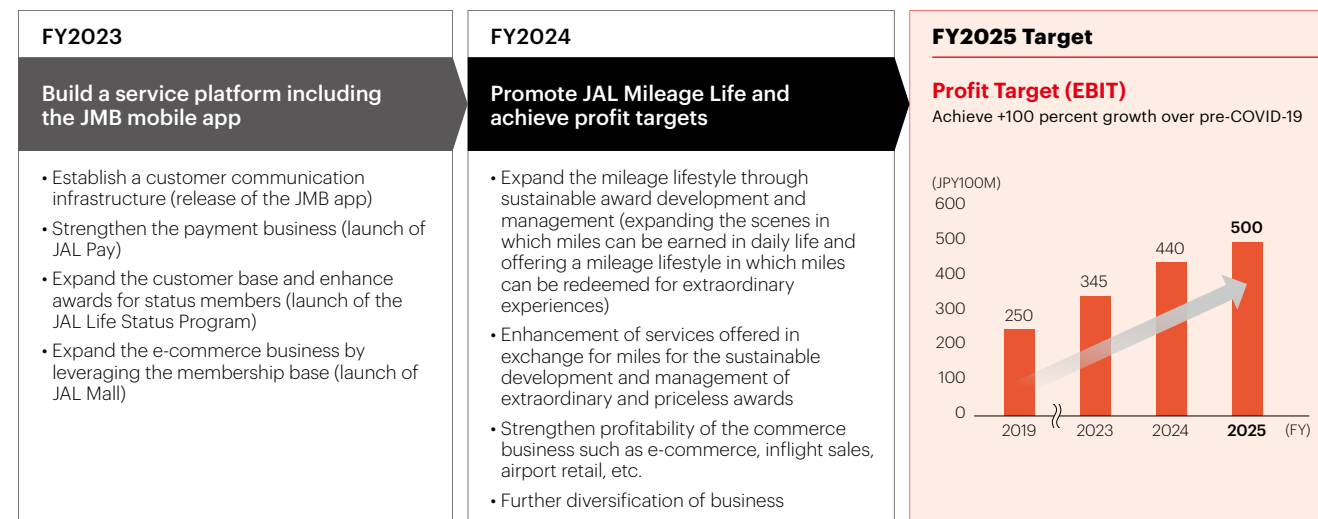 FY2023
Build a service platform including
the JMB mobile app
• Establish a customer communication
infrastructure (release of the JMB app)
• Strengthen the payment business (launch of
JAL Pay)
• Expand the customer base and enhance
awards for status members (launch of the
JAL Life Status Program)
• Expand the e-commerce business by
leveraging the membership base (launch of
JAL Mall)
FY2024
Promote JAL Mileage Life and
achieve profit targets
• Expand the mileage lifestyle through
sustainable award development and
management (expanding the scenes in
which miles can be earned in daily life and
offering a mileage lifestyle in which miles
can be redeemed for extraordinary
experiences)
• Enhancement of services offered in
exchange for miles for the sustainable
development and management of
extraordinary and priceless awards
• Strengthen profitability of the commerce
business such as e-commerce, inflight sales,
airport retail, etc.
• Further diversification of business
FY2025 Target
Profit Target (EBIT)
Achieve +100 percent growth over pre-COVID-19
(JPY100M)
600
500
400
300
200
100
0
250
345
440
500
2019 2023 2024 2025 (FY)